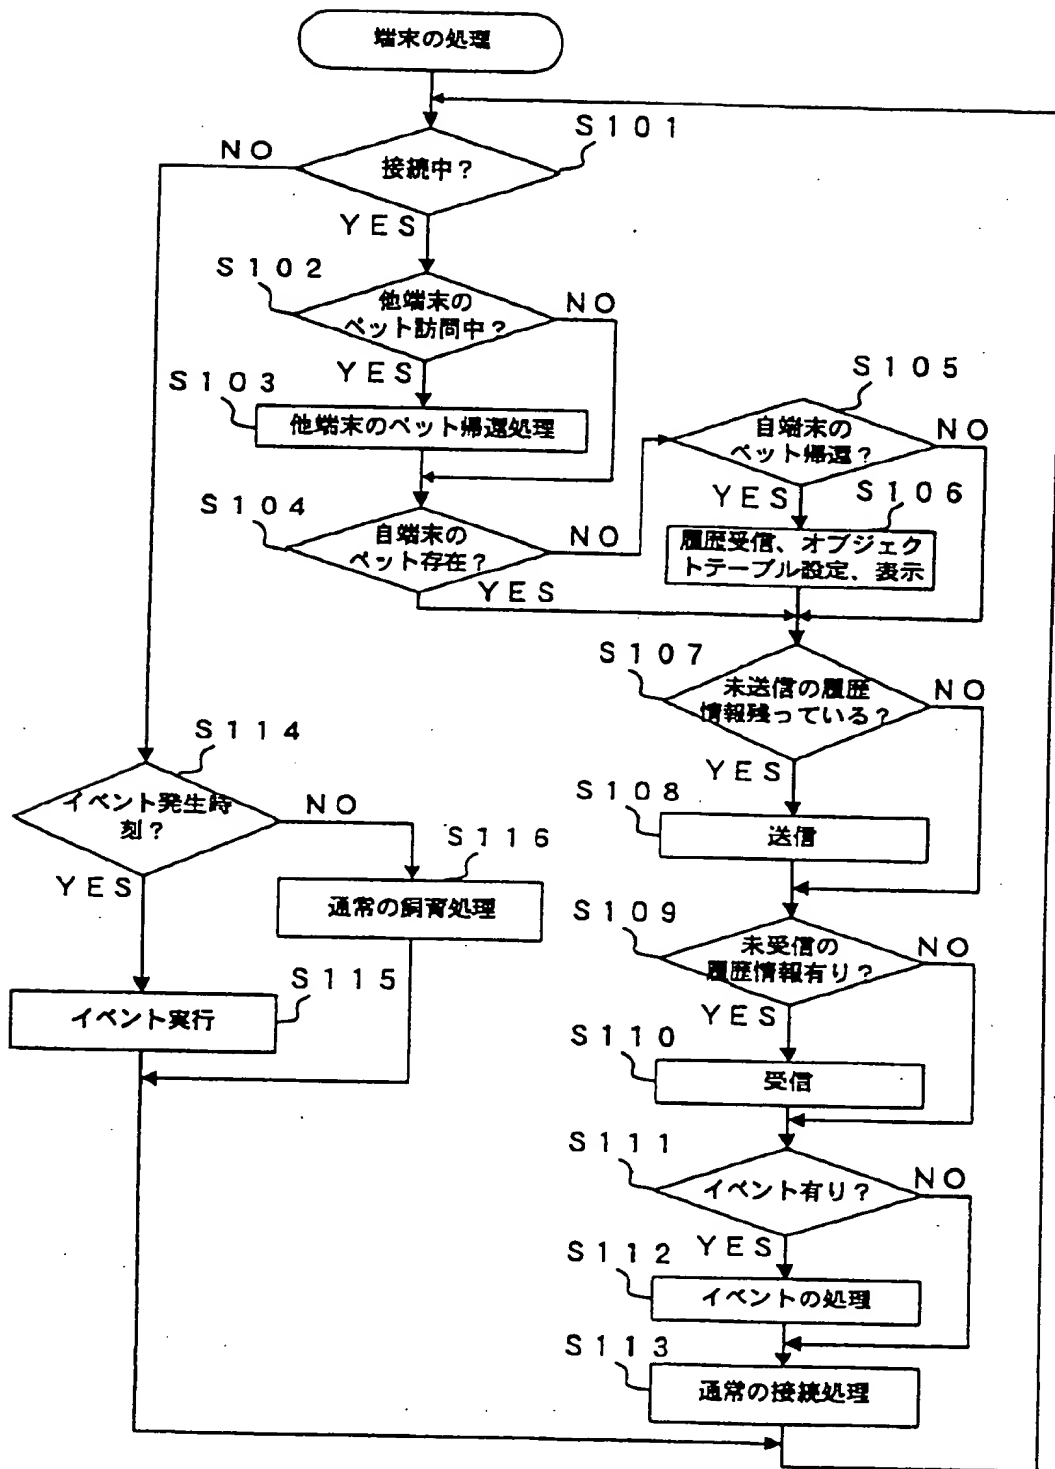 端末の処理
S101
接続中?
NO
YES
S102
他端末の
ペット訪問中?
NO
YES
S103
他端末のペット帰還処理
S104
自端末の
ペット存在?
NO
YES
S105
自端末の
ペット帰還?
NO
YES
S106
履歴受信、オブジェク
トテーブル設定、表示
S107
未送信の履歴
情報残っている?
NO
YES
S108
送信
S109
未受信の
履歴情報有り?
NO
YES
S110
受信
S111
イベント有り?
NO
YES
S112
イベントの処理
S113
通常の接続処理
S114
イベント発生時
刻?
NO
YES
S116
通常の飼育処理
S115
イベント実行